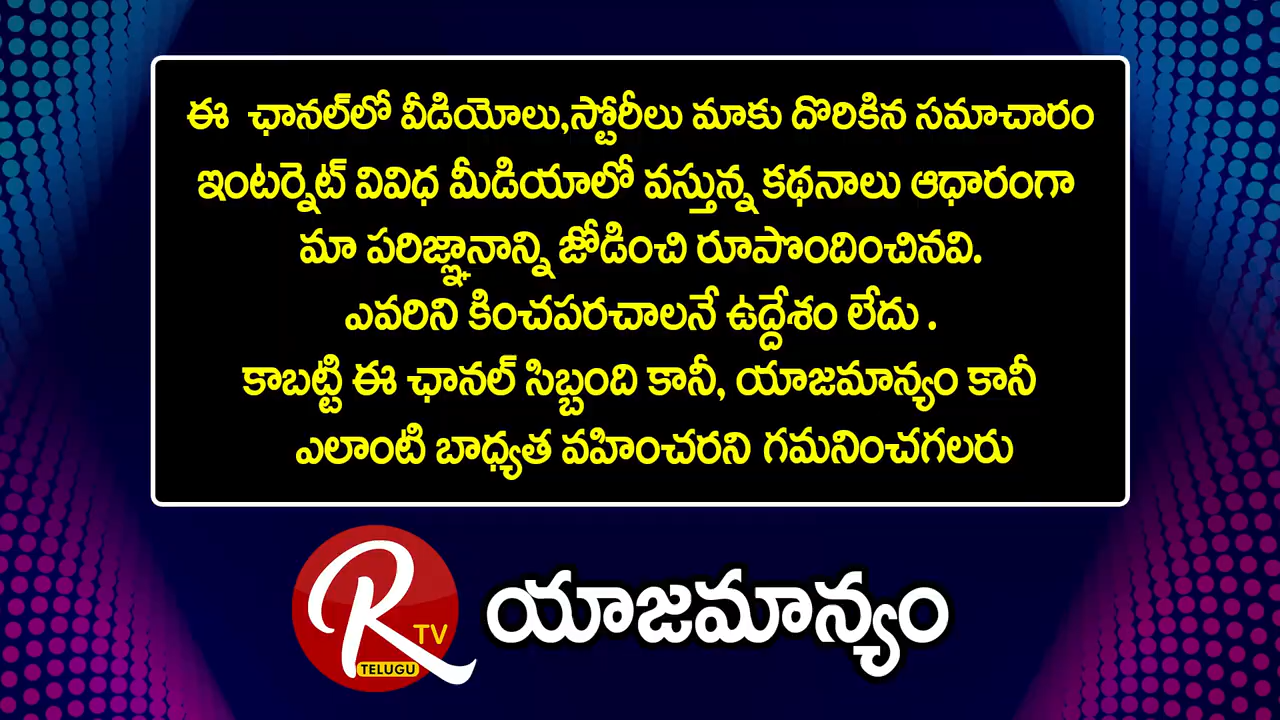 ఈ ఛానల్‌లో వీడియోలు,స్టోరీలు మాకు దొరికిన సమాచారం
ఇంటర్నెట్ వివిధ మీడియాలో వస్తున్న కథనాలు ఆధారంగా
మా పరిజ్ఞానాన్ని జోడించి రూపొందించినవి.
ఎవరిని కించపరచాలనే ఉద్దేశం లేదు .
కాబట్టి ఈ ఛానల్ సిబ్బంది కానీ, యాజమాన్యం కానీ
ఎలాంటి బాధ్యత వహించరని గమనించగలరు
R TV
TELUGU
యాజమాన్యం